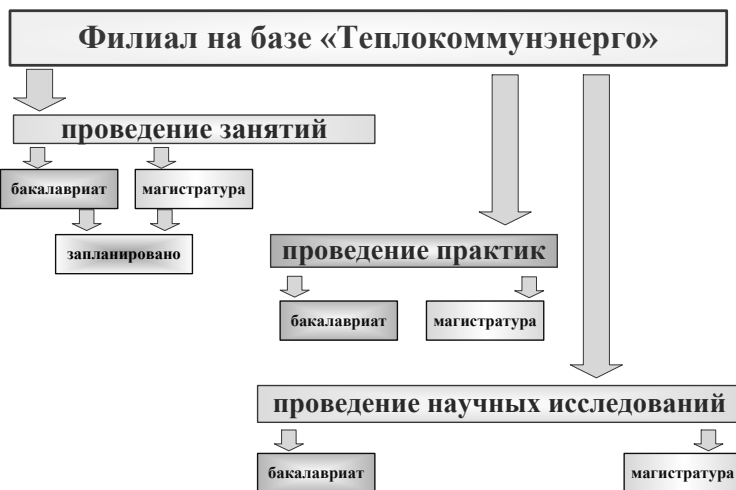 Филиал на базе «Теплокоммунэнерго»
проведение занятий
бакалавриат
магистратура
запланировано
проведение практик
бакалавриат
магистратура
проведение научных исследований
бакалавриат
магистратура